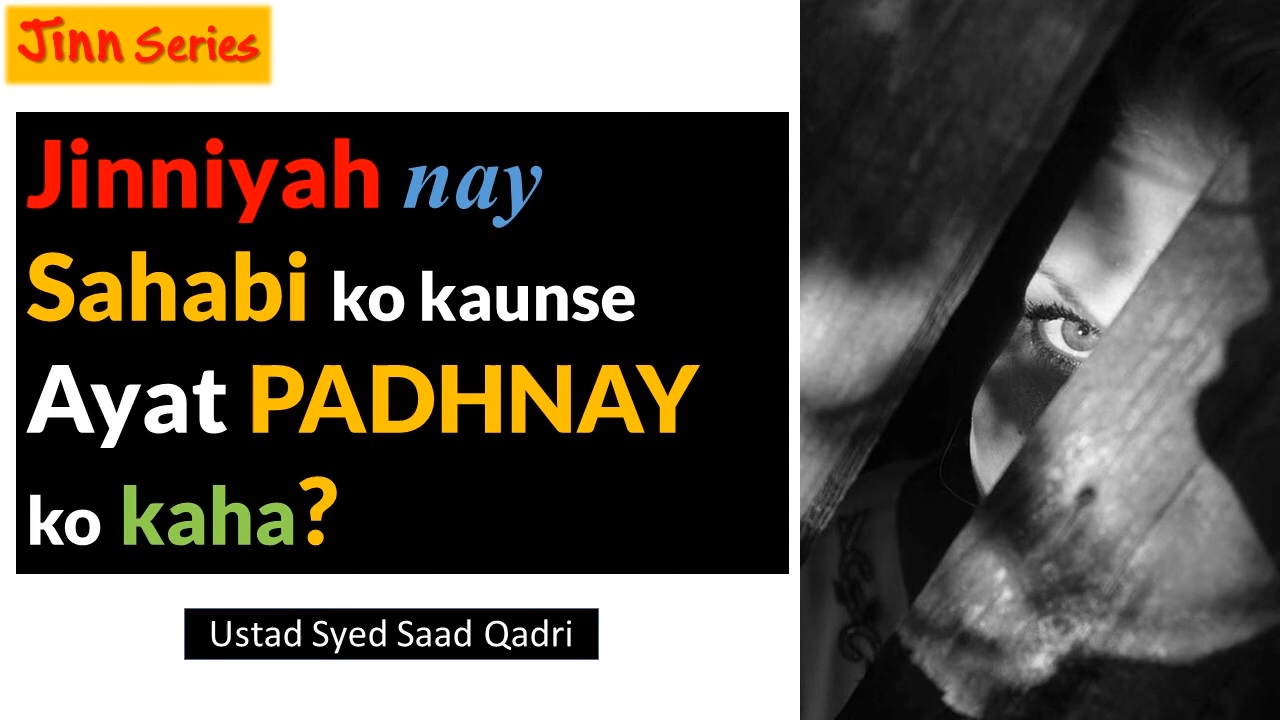 Jinn Series
Jinniyah nay
Sahabi ko kaunse
Ayat PADHNAY
ko kaha?
Ustad Syed Saad Qadri